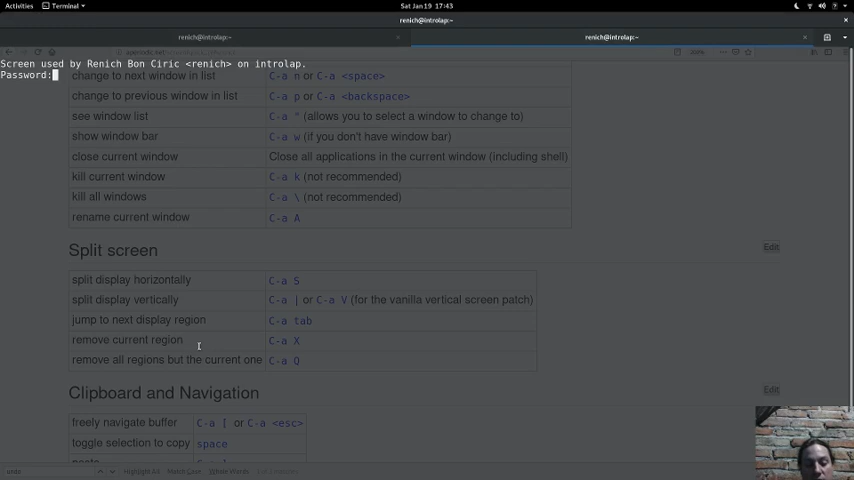 Activities Terminal Sat Jan 19 17:43
renich@introlap:~
renich@introlap:~ renich@introlap:~
Screen used by Renich Bon Ciric <renich> on introlap.
Password:
change to next window in list C-a n or C-a <space>
change to previous window in list C-a p or C-a <backspace>
see window list C-a " (allows you to select a window to change to)
show window bar C-a w (if you don't have window bar)
close current window Close all applications in the current window (including shell)
kill current window C-a k (not recommended)
kill all windows C-a \ (not recommended)
rename current window C-a A
Split screen Edit
split display horizontally C-a S
split display vertically C-a | or C-a V (for the vanilla vertical screen patch)
jump to next display region C-a tab
remove current region C-a X
remove all regions but the current one C-a Q
Clipboard and Navigation Edit
freely navigate buffer C-a [ or C-a <esc>
toggle selection to copy space
undo Highlight All Match Case Whole Words